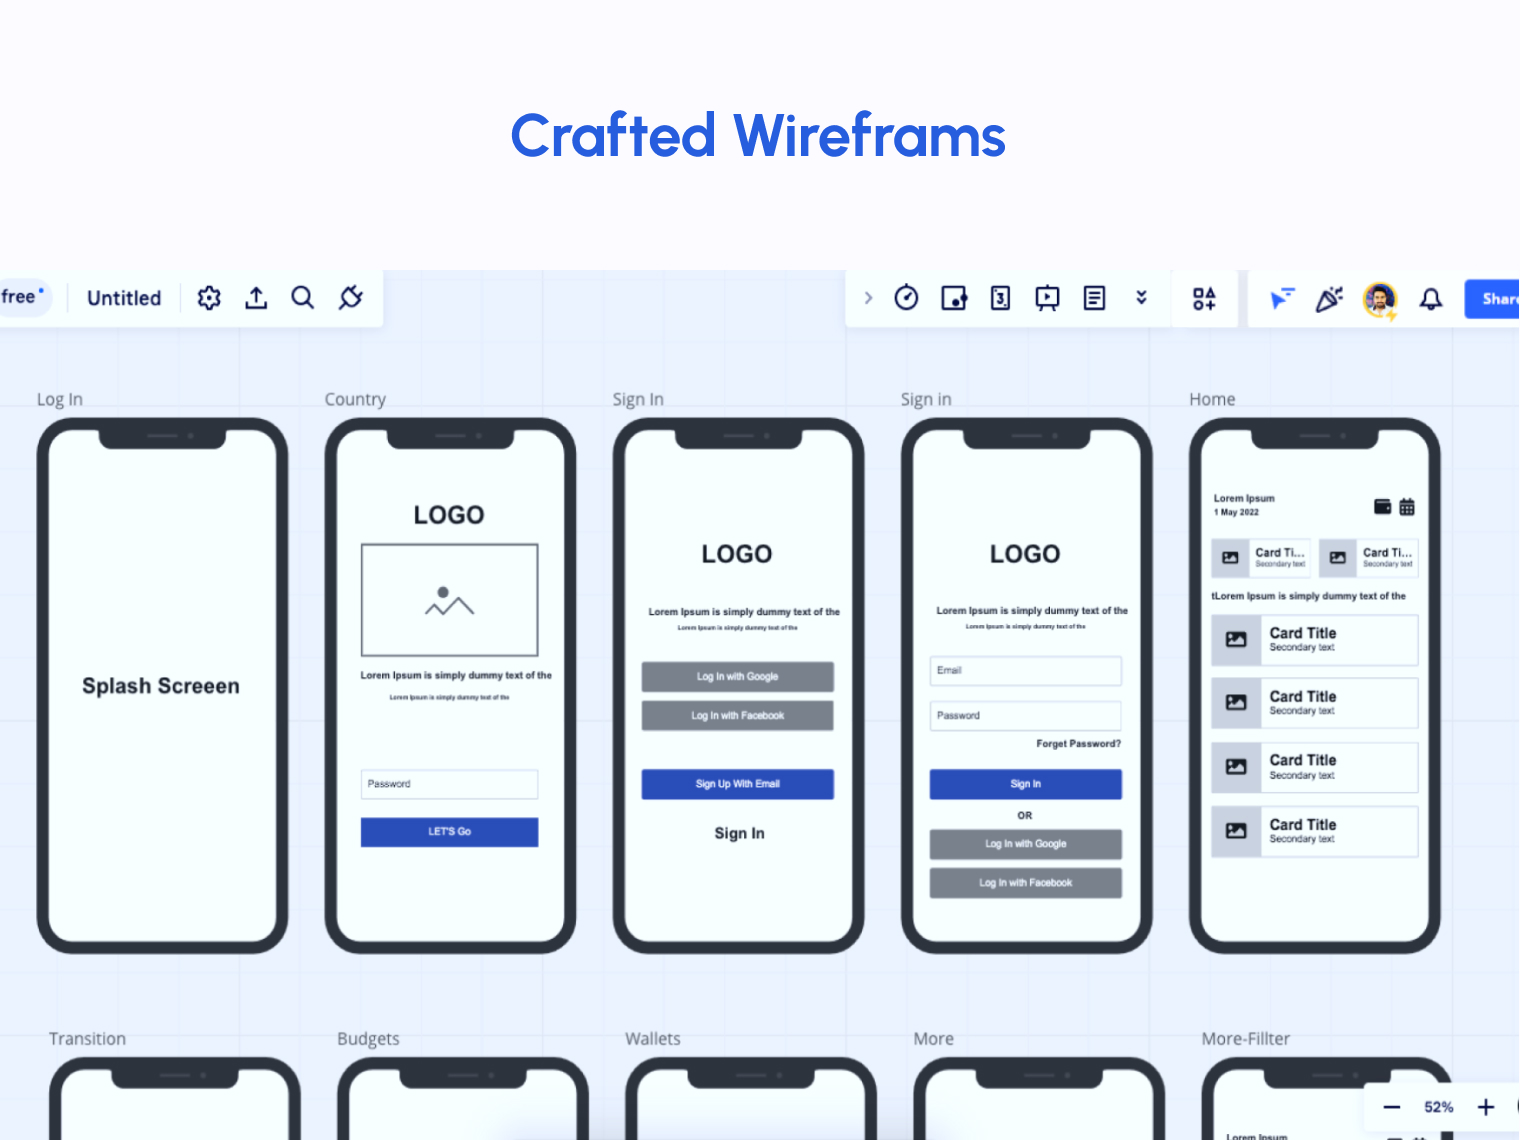 Crafted Wireframs
free
Untitled
3
Share
Log In
Country
Sign In
Sign in
Home
Splash Screeen
LOGO
Lorem Ipsum is simply dummy text of the
Lorem Ipsum is simply dummy text of the
Password
LET'S Go
LOGO
Lorem Ipsum is simply dummy text of the
Lorem Ipsum is simply dummy text of the
Log In with Google
Log In with Facebook
Sign Up With Email
Sign In
LOGO
Lorem Ipsum is simply dummy text of the
Lorem Ipsum is simply dummy text of the
Email
Password
Forget Password?
Sign In
OR
Log In with Google
Log In with Facebook
Lorem Ipsum
1 May 2022
Card Ti...
Secondary text
Card Ti...
Secondary text
tLorem Ipsum is simply dummy text of the
Card Title
Secondary text
Card Title
Secondary text
Card Title
Secondary text
Card Title
Secondary text
Transition
Budgets
Wallets
More
More-Fillter
Lorem Ipsum
52%